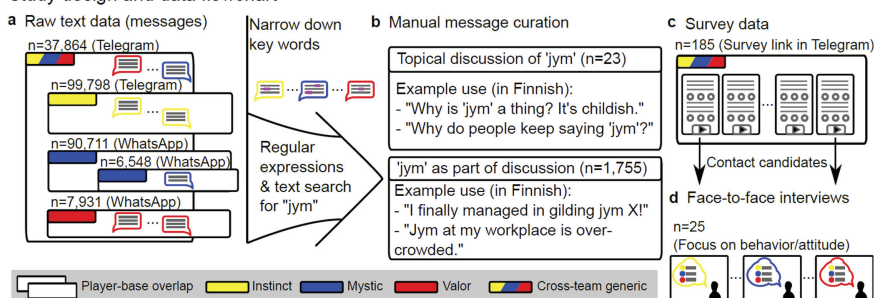 Study design and data flowchart
a Raw text data (messages)
n=37,864 (Telegram)
n=99,798 (Telegram)
n=90,711 (WhatsApp)
n=6,548 (WhatsApp)
n=7,931 (WhatsApp)
Narrow down
key words
Regular
expressions
& text search
for "jym"
b Manual message curation
Topical discussion of 'jym' (n=23)
Example use (in Finnish):
- "Why is 'jym' a thing? It's childish."
- "Why do people keep saying 'jym'?"
'jym' as part of discussion (n=1,755)
Example use (in Finnish):
- "I finally managed in gilding jym X!"
- "Jym at my workplace is over-
crowded."
c Survey data
n=185 (Survey link in Telegram)
Contact candidates
d Face-to-face interviews
n=25
(Focus on behavior/attitude)
Player-base overlap Instinct Mystic Valor Cross-team generic